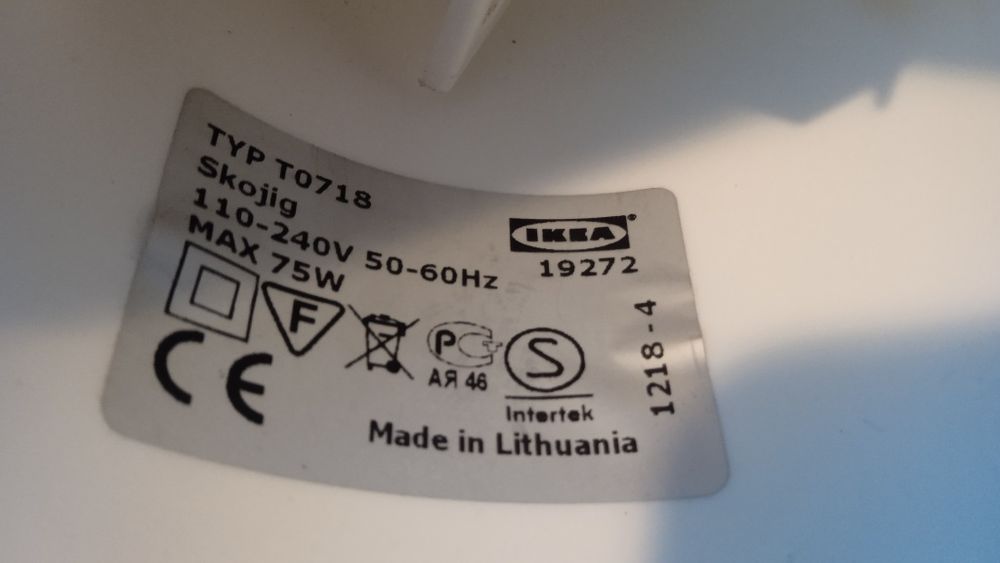 TYP T0718
Skojig
110-240V 50-60Hz
MAX 75W
IKEA
19272
F
PC
АЯ 46
S
Intertek
CE
1218-4
Made in Lithuania